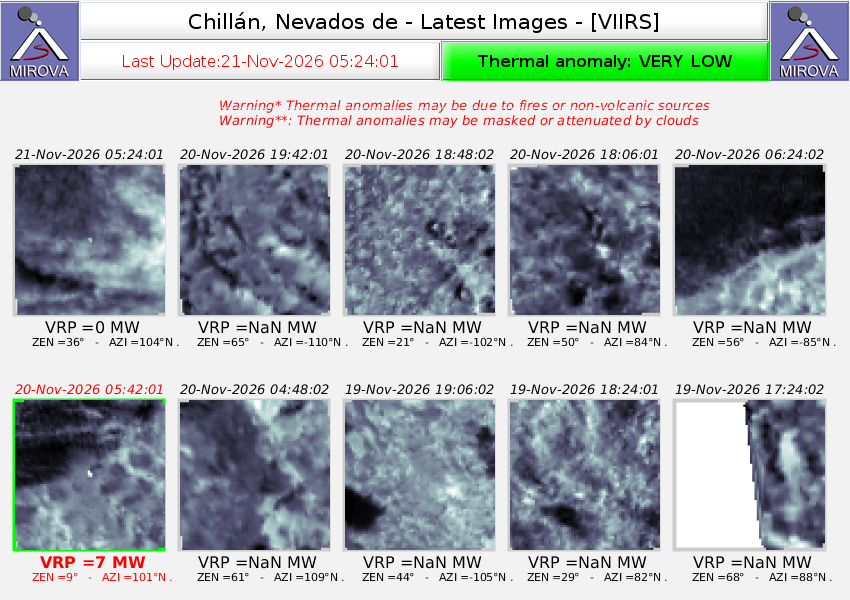 Chillán, Nevados de - Latest Images - [VIIRS]
MIROVA
Last Update:21-Nov-2026 05:24:01
Thermal anomaly: VERY LOW
MIROVA
Warning* Thermal anomalies may be due to fires or non-volcanic sources
Warning**: Thermal anomalies may be masked or attenuated by clouds
21-Nov-2026 05:24:01 20-Nov-2026 19:42:01 20-Nov-2026 18:48:02 20-Nov-2026 18:06:01 20-Nov-2026 06:24:02
VRP =0 MW VRP =NaN MW VRP =NaN MW VRP =NaN MW VRP =NaN MW
ZEN =36° - AZI =104°N . ZEN =65° - AZI =-110°N . ZEN =21° - AZI =-102°N . ZEN =50° - AZI =84°N . ZEN =56° - AZI =-85°N .
20-Nov-2026 05:42:01 20-Nov-2026 04:48:02 19-Nov-2026 19:06:02 19-Nov-2026 18:24:01 19-Nov-2026 17:24:02
VRP =7 MW VRP =NaN MW VRP =NaN MW VRP =NaN MW VRP =NaN MW
ZEN =9° - AZI =101°N . ZEN =61° - AZI =109°N . ZEN =44° - AZI =-105°N . ZEN =29° - AZI =82°N . ZEN =68° - AZI =88°N .